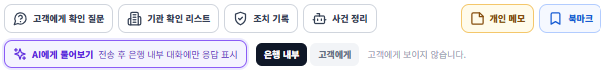 고객에게 확인 질문 기관 확인 리스트 조치 기록 사건 정리 개인 메모 북마크
AI에게 물어보기 전송 후 은행 내부 대화에만 응답 표시 은행 내부 고객에게 고객에게 보이지 않습니다.